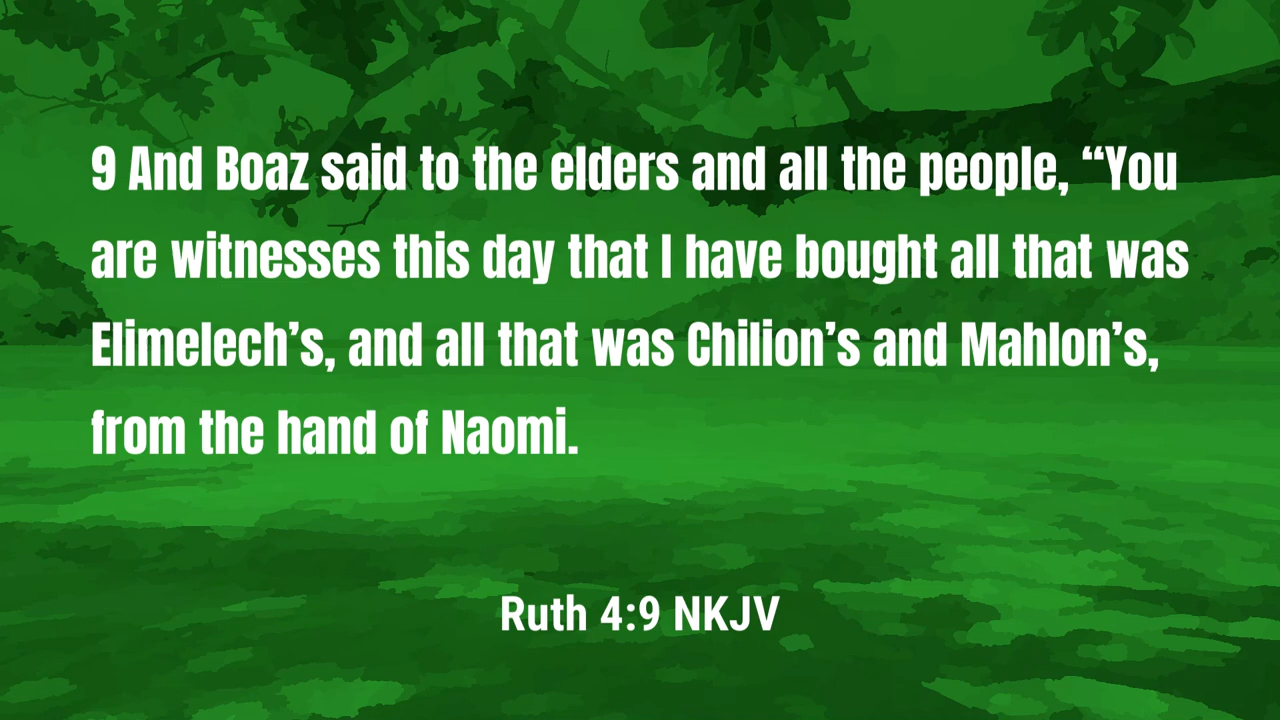 9 And Boaz said to the elders and all the people, “You
are witnesses this day that I have bought all that was
Elimelech’s, and all that was Chilion’s and Mahlon’s,
from the hand of Naomi.
Ruth 4:9 NKJV